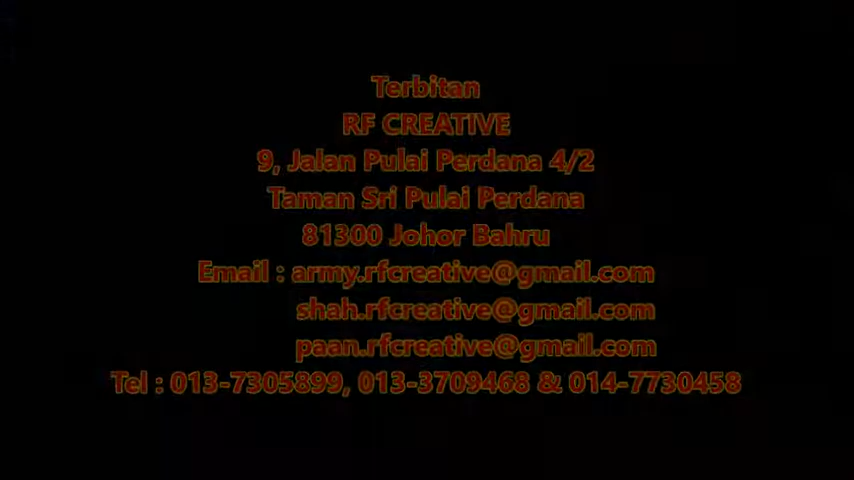 Terbitan
RF CREATIVE
9, Jalan Pulai Perdana 4/2
Taman Sri Pulai Perdana
81300 Johor Bahru
Email : army.rfcreative@gmail.com
shah.rfcreative@gmail.com
paan.rfcreative@gmail.com
Tel : 013-7305899, 013-3709468 & 014-7730458